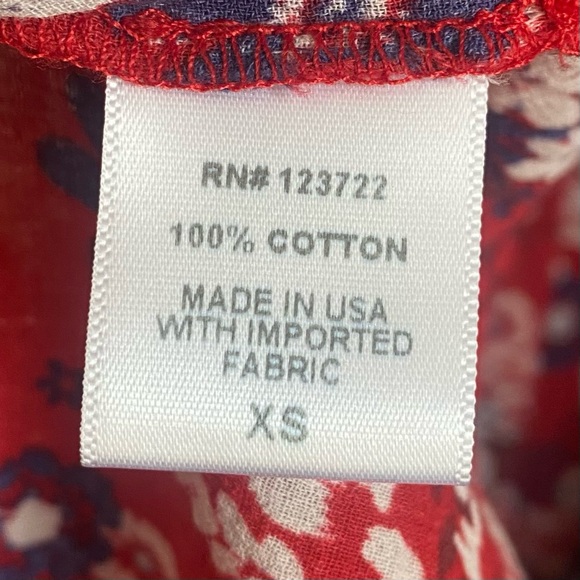 RN# 123722
100% COTTON
MADE IN USA
WITH IMPORTED
FABRIC
XS